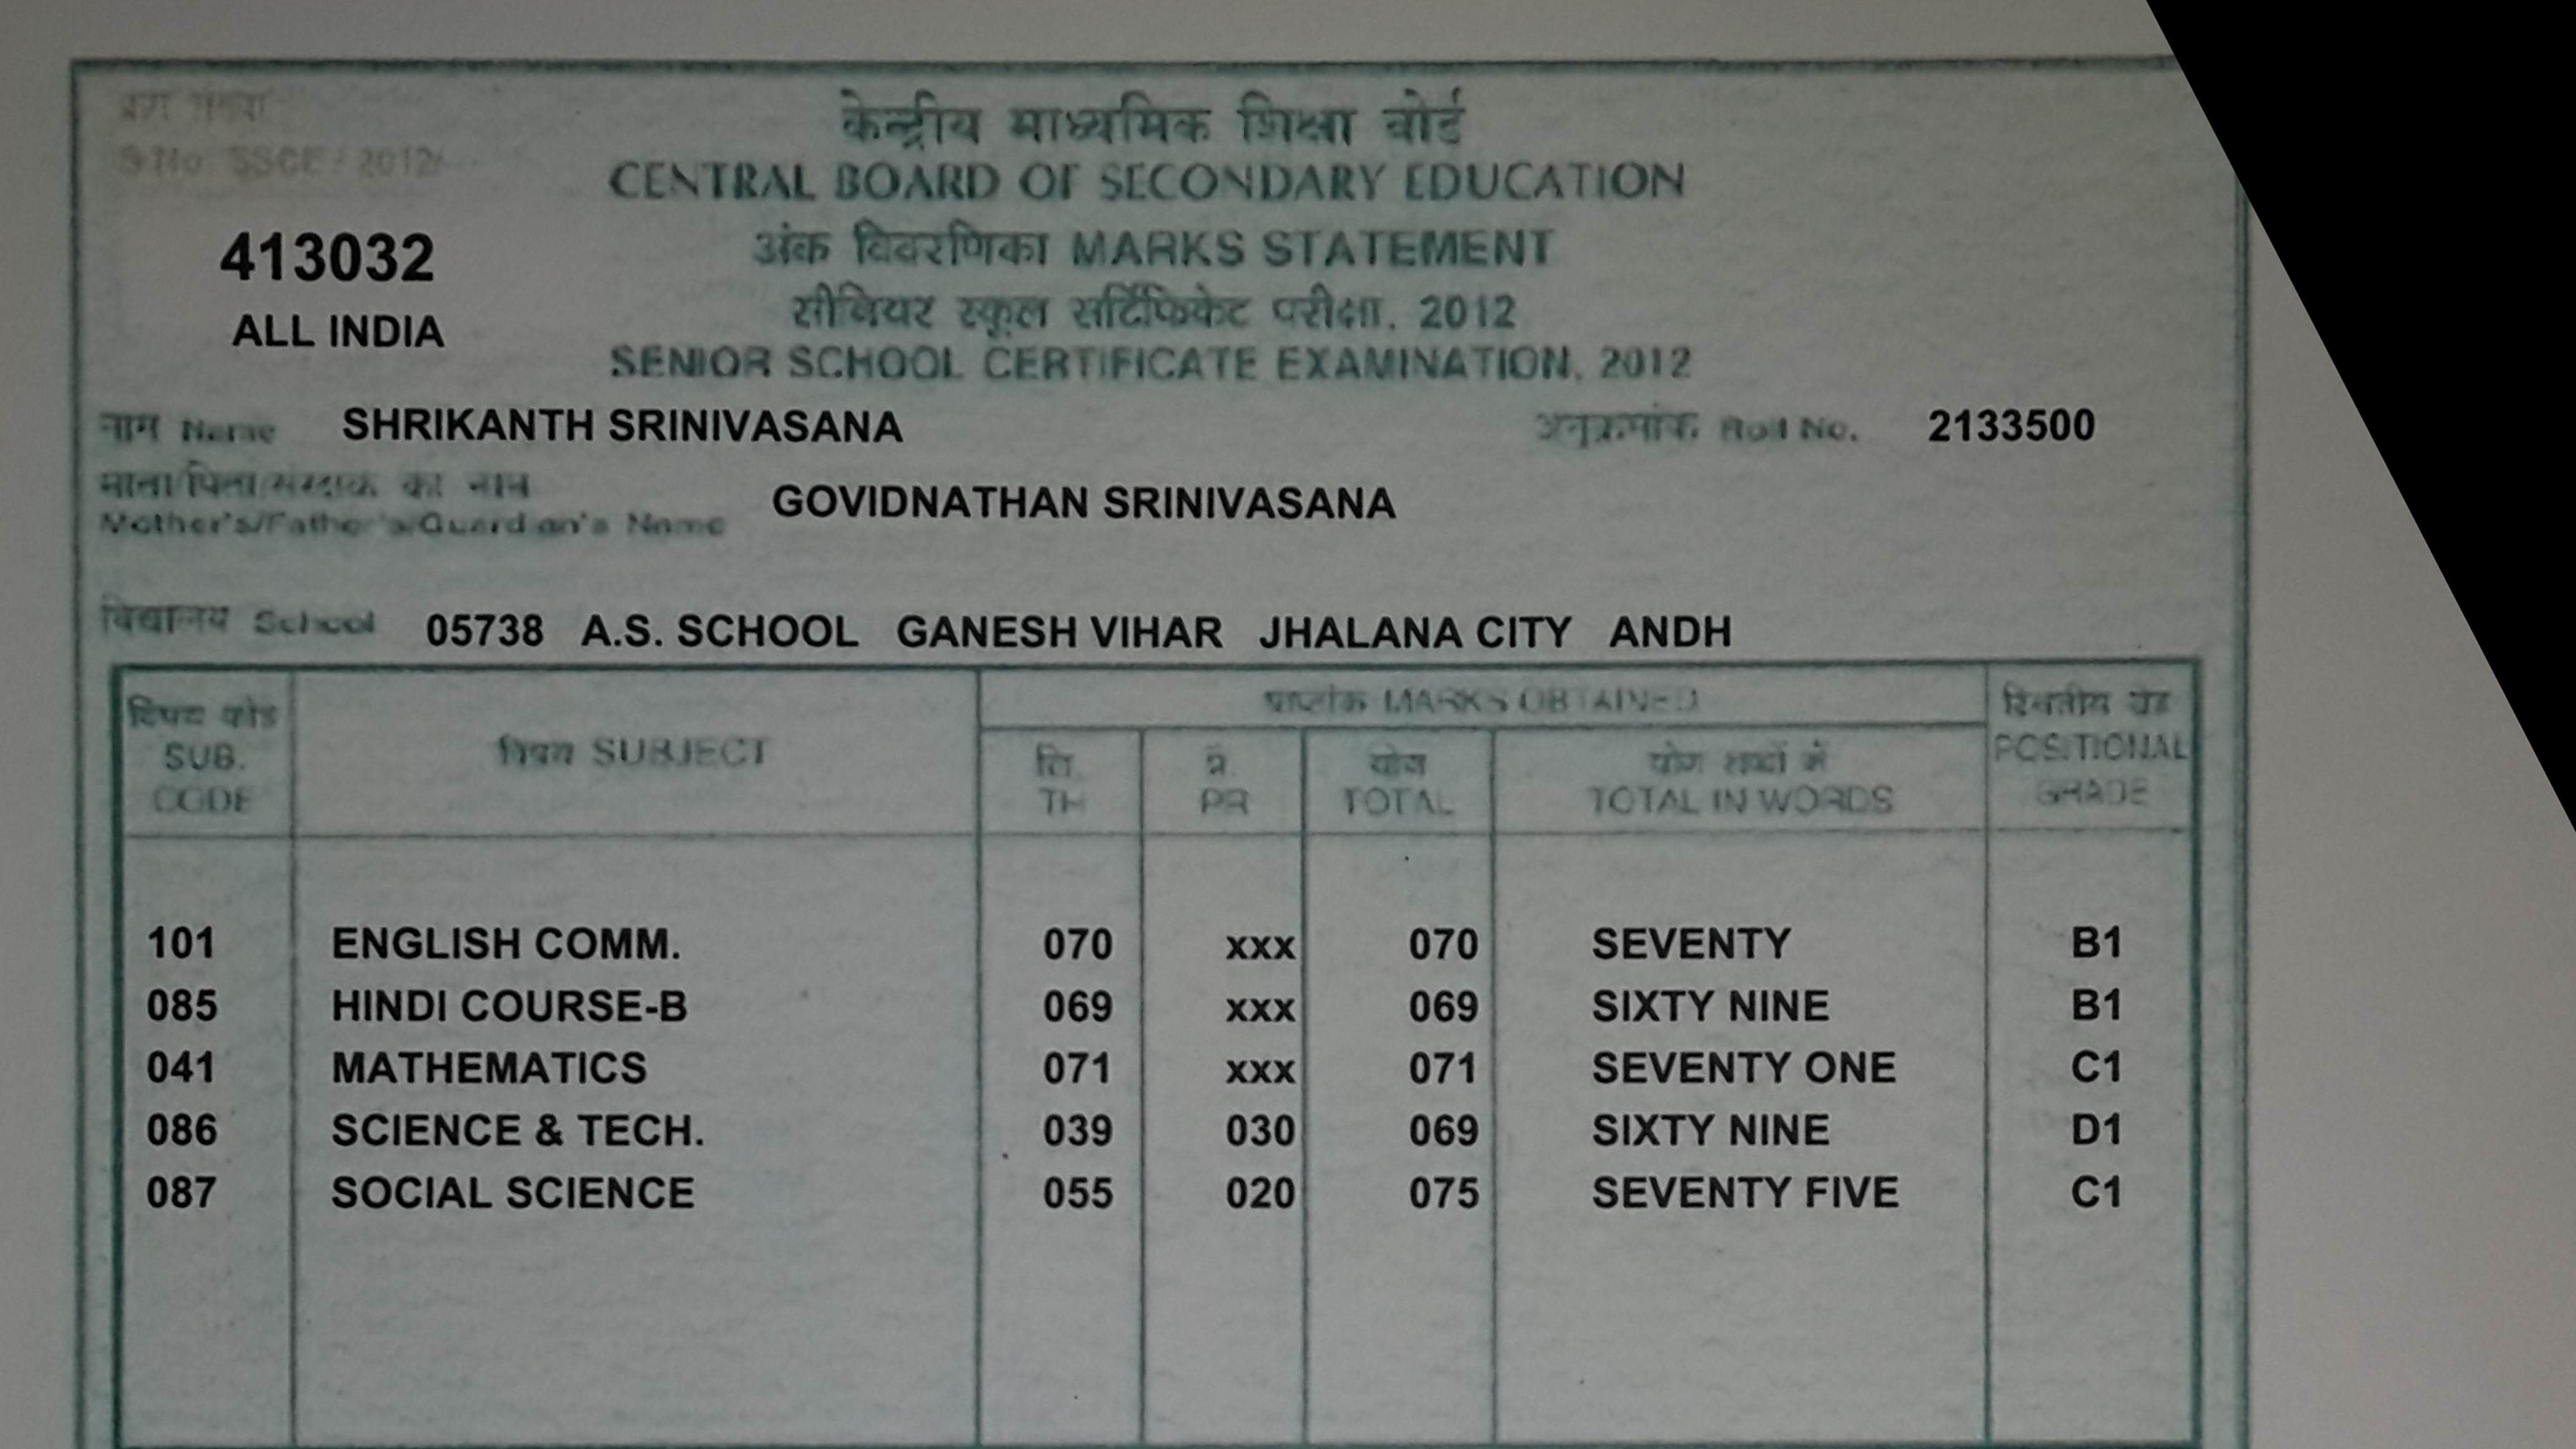 S.No. SSCE / 2012/
केन्द्रीय माध्यमिक शिक्षा बोर्ड
CENTRAL BOARD OF SECONDARY EDUCATION
413032
अंक विवरणिका MARKS STATEMENT
ALL INDIA
सीनियर स्कूल सर्टिफिकेट परीक्षा, 2012
SENIOR SCHOOL CERTIFICATE EXAMINATION, 2012
नाम Name SHRIKANTH SRINIVASANA अनुक्रमांक Roll No. 2133500
माता/पिता/संरक्षक का नाम
Mother's/Father's/Guardian's Name GOVIDNATHAN SRINIVASANA
विद्यालय School 05738 A.S. SCHOOL GANESH VIHAR JHALANA CITY ANDH
विषय कोड SUB. CODE विषय SUBJECT प्राप्तांक MARKS OBTAINED POSITIONAL GRADE
TH प्र. PR योग TOTAL योग शब्दों में TOTAL IN WORDS
101 ENGLISH COMM. 070 xxx 070 SEVENTY B1
085 HINDI COURSE-B 069 xxx 069 SIXTY NINE B1
041 MATHEMATICS 071 xxx 071 SEVENTY ONE C1
086 SCIENCE & TECH. 039 030 069 SIXTY NINE D1
087 SOCIAL SCIENCE 055 020 075 SEVENTY FIVE C1